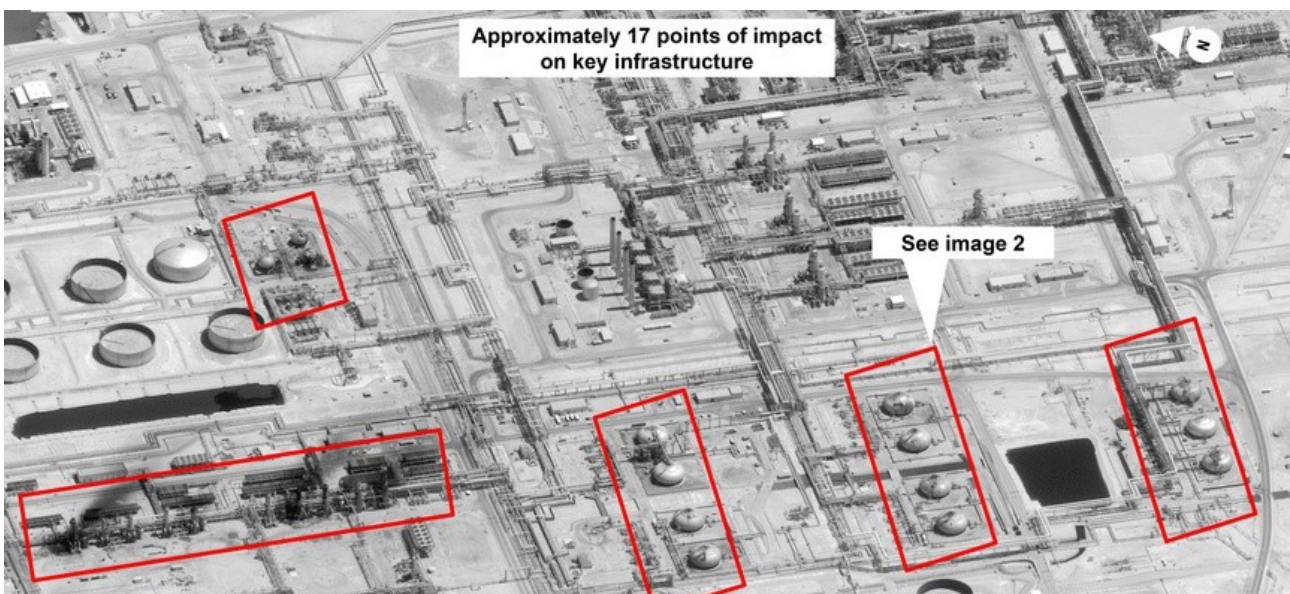 Approximately 17 points of impact
on key infrastructure
N
See image 2